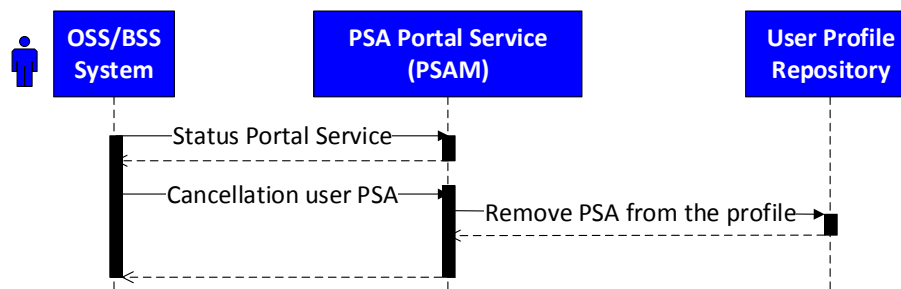 OSS/BSS
System
PSA Portal Service
(PSAM)
User Profile
Repository
Status Portal Service
Cancellation user PSA
Remove PSA from the profile